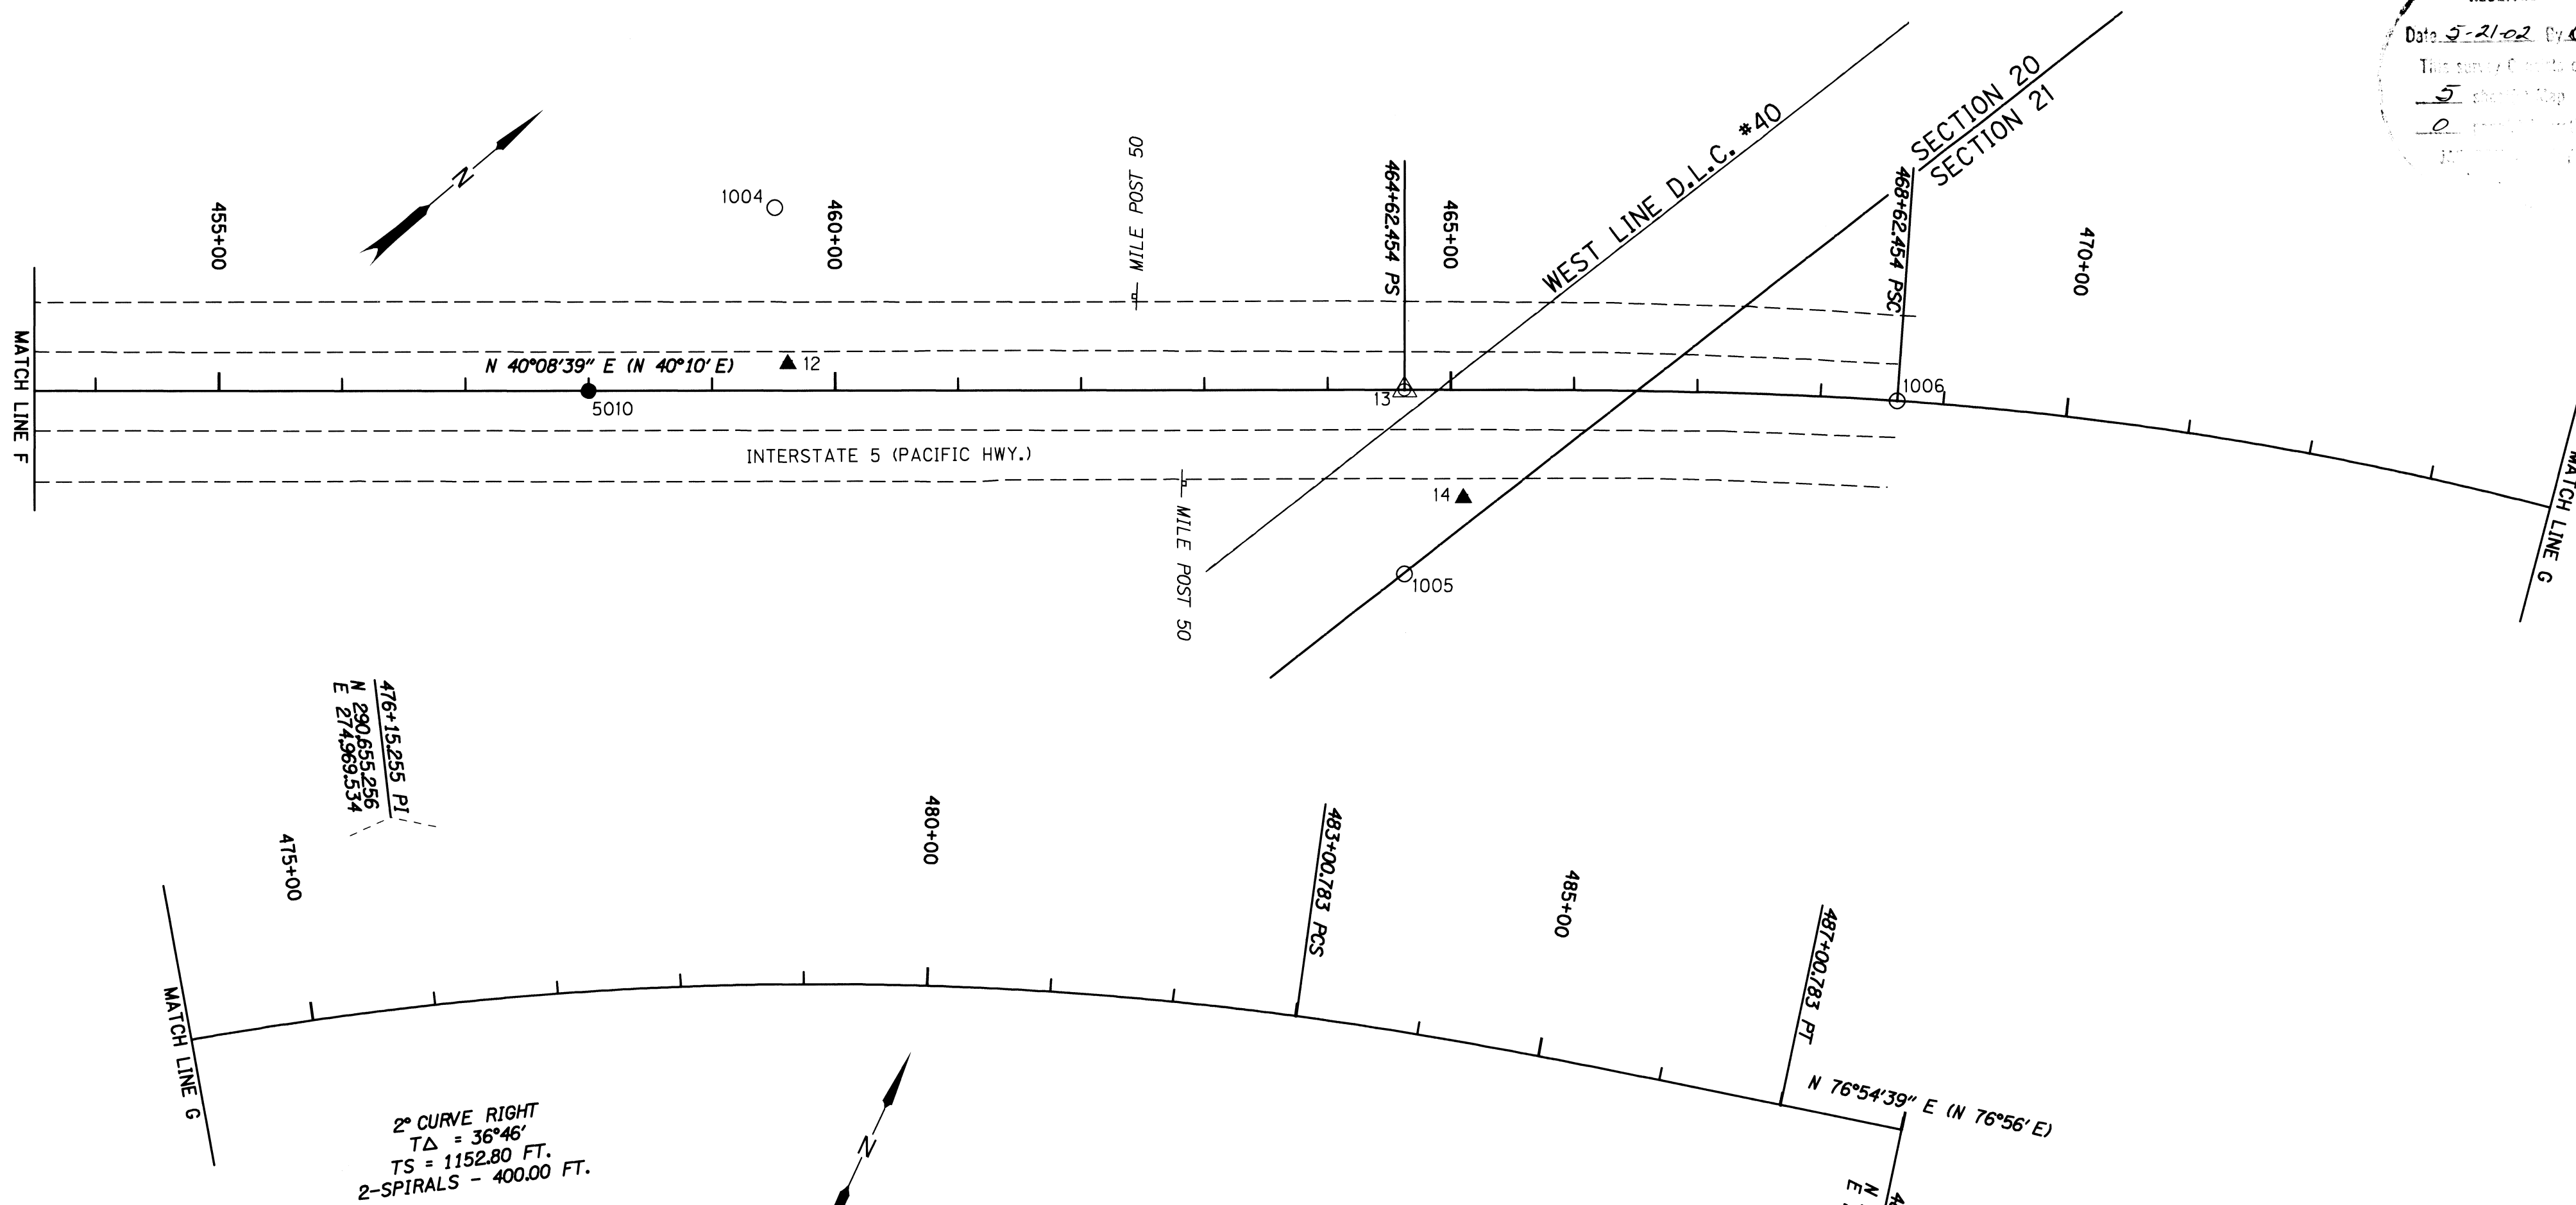 Date 5-21-02 By
This survey
5
0
SECTION 20
SECTION 21
WEST LINE D.L.C. #40
N
1004
MILE POST 50
455+00
460+00
464+62.454 PS
465+00
468+62.454 PSC
470+00
MATCH LINE F
N 40°08'39" E (N 40°10' E)
12
5010
13
1006
INTERSTATE 5 (PACIFIC HWY.)
14
MILE POST 50
1005
MATCH LINE G
476+15.255 PI
N 290,655.256
E 274,969.534
475+00
480+00
483+00.783 PCS
485+00
487+00.783 PT
MATCH LINE G
N 76°54'39" E (N 76°56' E)
2° CURVE RIGHT
T△ = 36°46'
TS = 1152.80 FT.
2-SPIRALS - 400.00 FT.
N
N
E